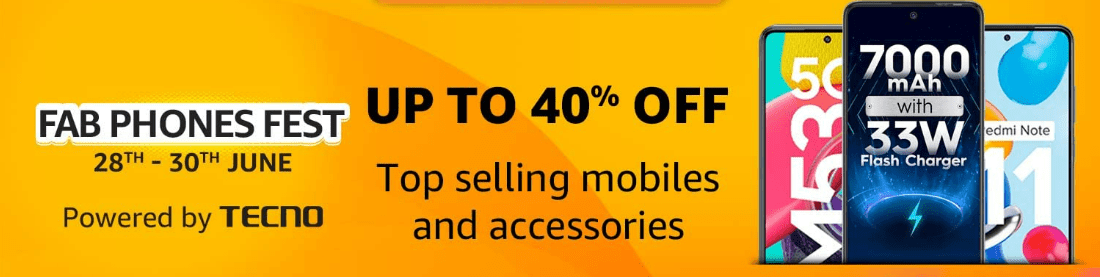 FAB PHONES FEST
28TH - 30TH JUNE
Powered by TECNO
UP TO 40% OFF
Top selling mobiles
and accessories
5G
M53
7000
mAh
with
33W
Flash Charger
Redmi Note
11